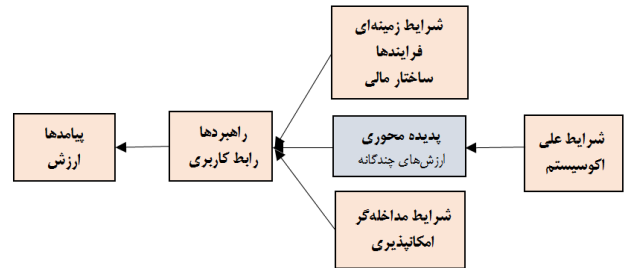 شرایط زمینه‌ای
فرایندها
ساختار مالی
شرایط علی
اکوسیستم
پدیده محوری
ارزش‌های چندگانه
راهبردها
رابط کاربری
پیامدها
ارزش
شرایط مداخله‌گر
امکانپذیری